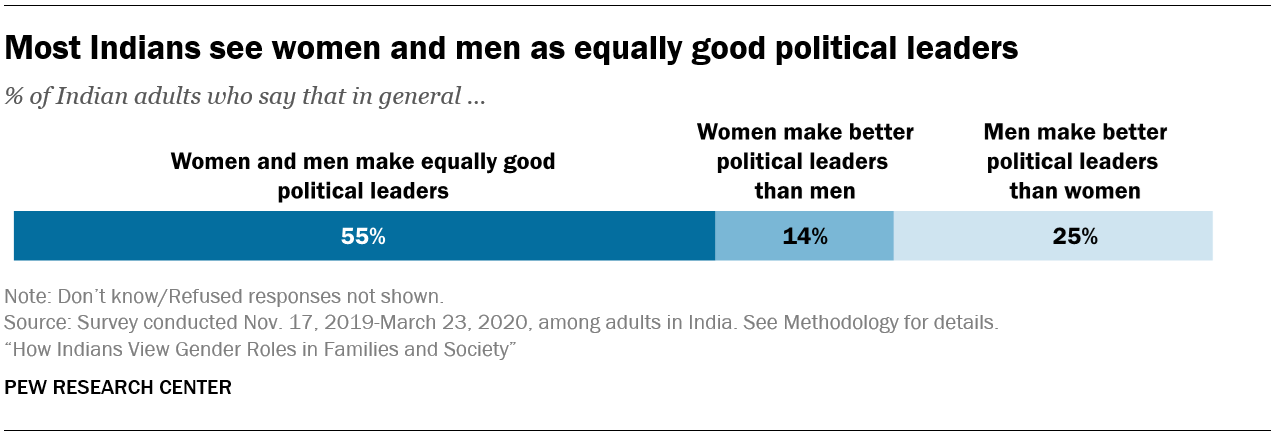 Most Indians see women and men as equally good political leaders
% of Indian adults who say that in general ...
Women and men make equally good
political leaders
Women make better
political leaders
than men
Men make better
political leaders
than women
55%
14%
25%
Note: Don’t know/Refused responses not shown.
Source: Survey conducted Nov. 17, 2019-March 23, 2020, among adults in India. See Methodology for details.
“How Indians View Gender Roles in Families and Society”
PEW RESEARCH CENTER